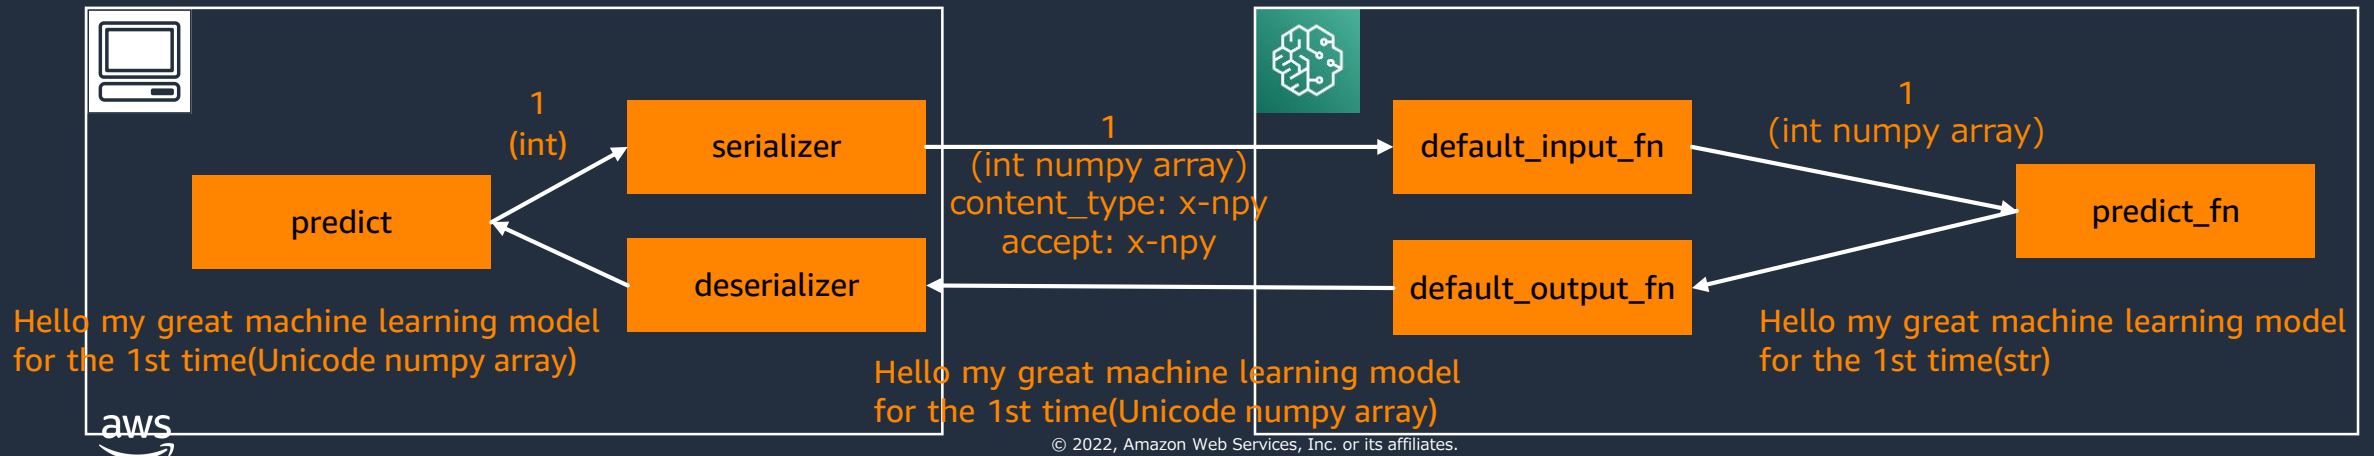 1
(int)
serializer
predict
deserializer
Hello my great machine learning model
for the 1st time(Unicode numpy array)
1
(int numpy array)
content_type: x-npy
accept: x-npy
Hello my great machine learning model
for the 1st time(Unicode numpy array)
default_input_fn
default_output_fn
1
(int numpy array)
predict_fn
Hello my great machine learning model
for the 1st time(str)
aws
© 2022, Amazon Web Services, Inc. or its affiliates.